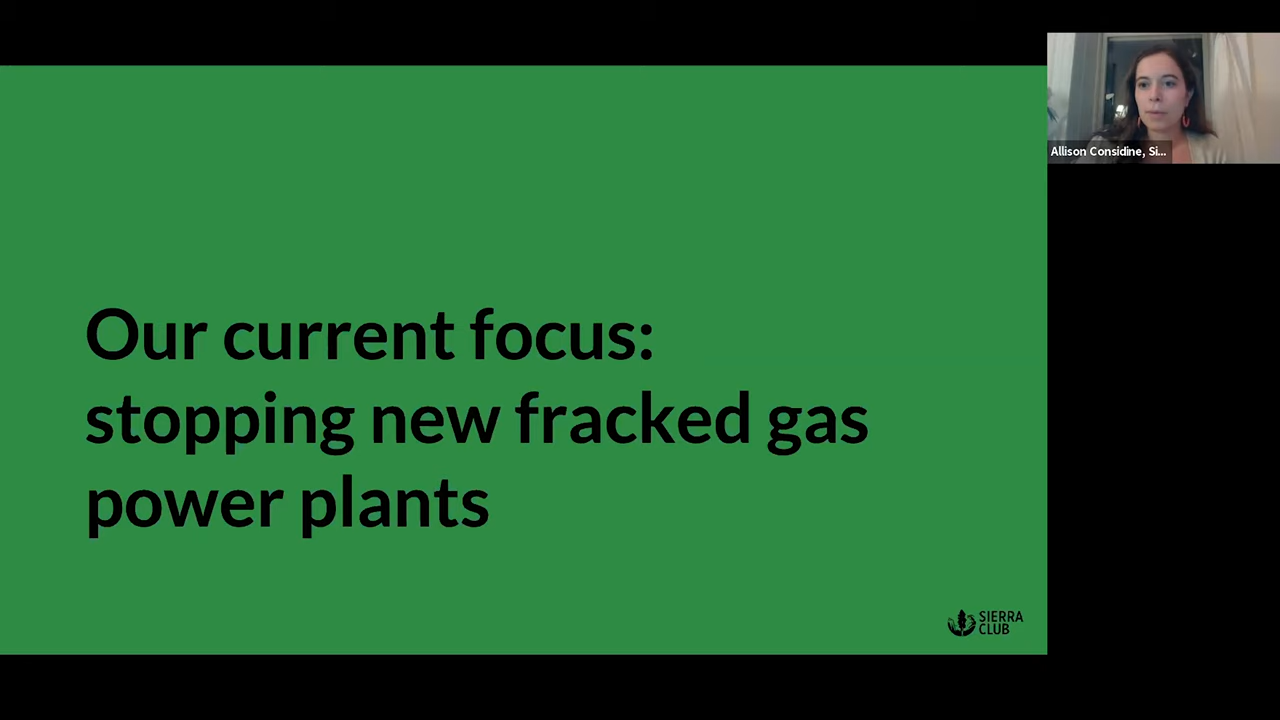 Our current focus:
stopping new fracked gas
power plants
SIERRA
CLUB
Allison Considine, Si...